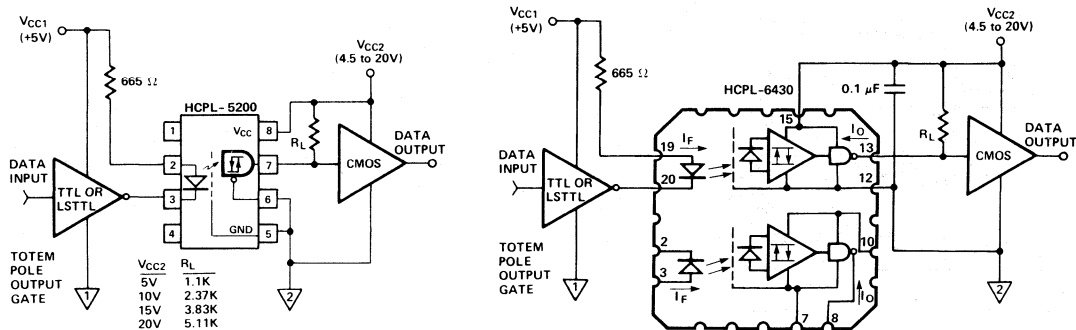 VCC1
(+5V)
665 Ω
HCPL-5200
VCC2
(4.5 to 20V)
1
2
3
4
VCC
8
7
6
5
GND
RL
CMOS
DATA
OUTPUT
DATA
INPUT
TTL OR
LSTTL
TOTEM
POLE
OUTPUT
GATE
1
2
VCC2 RL
5V 1.1K
10V 2.37K
15V 3.83K
20V 5.11K
VCC1
(+5V)
665 Ω
HCPL-6430
VCC2
(4.5 to 20V)
0.1 μF
15
19
IF
20
IO
13
12
RL
CMOS
DATA
OUTPUT
DATA
INPUT
TTL OR
LSTTL
TOTEM
POLE
OUTPUT
GATE
1
2
3
IF
10
IO
7
8
2